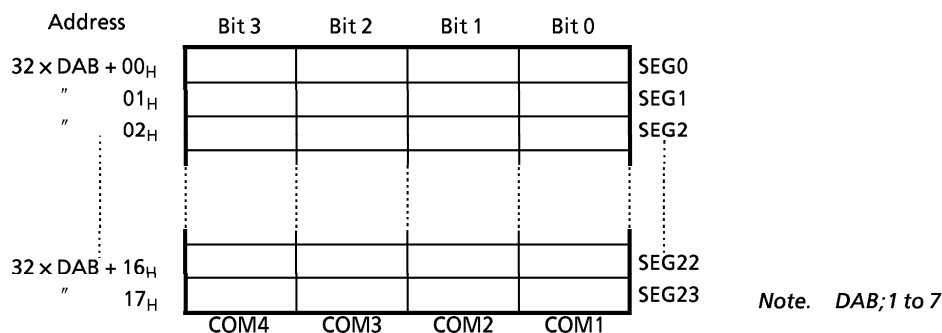 Address Bit 3 Bit 2 Bit 1 Bit 0
32 × DAB + 00H SEG0
" 01H SEG1
" 02H SEG2
32 × DAB + 16H SEG22
" 17H SEG23 Note. DAB;1 to 7
COM4 COM3 COM2 COM1